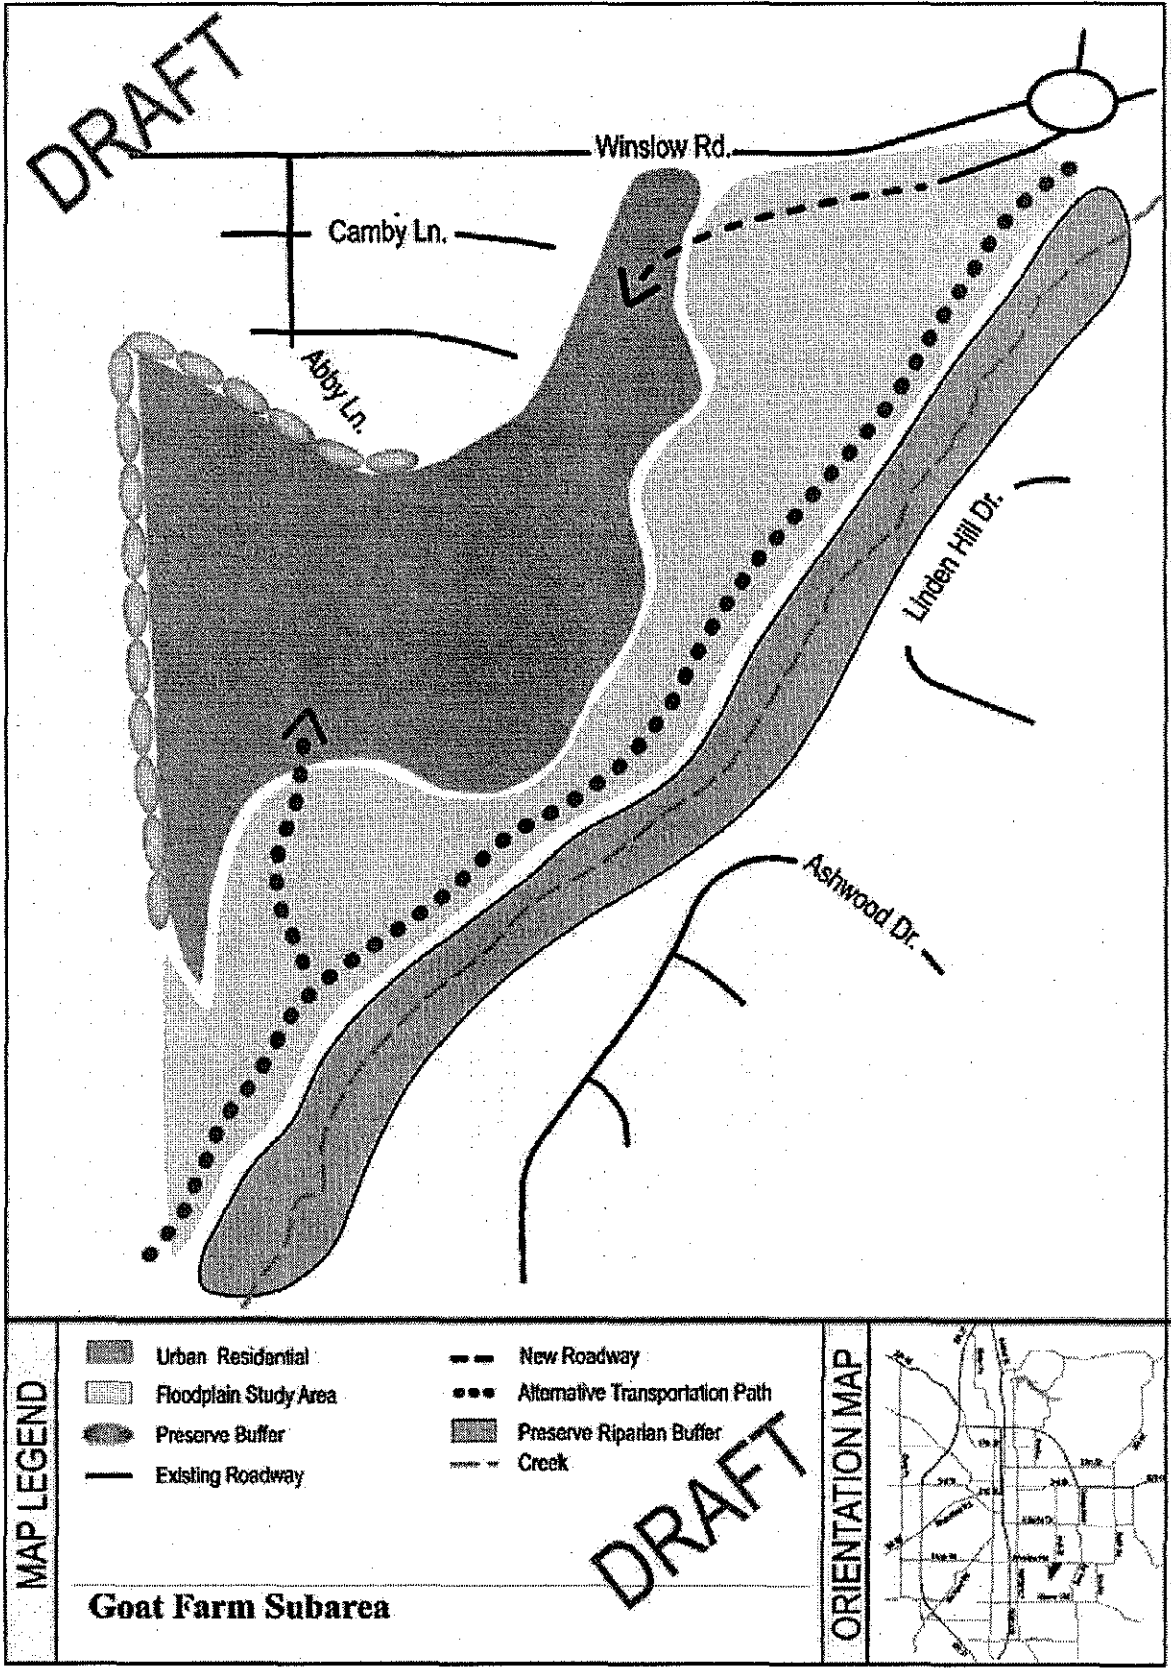 DRAFT
Winslow Rd.
Camby Ln.
Abby Ln.
Linden Hill Dr.
Ashwood Dr.
MAP LEGEND
Urban Residential
Floodplain Study Area
Preserve Buffer
Existing Roadway
New Roadway
Alternative Transportation Path
Preserve Riparian Buffer
Creek
DRAFT
Goat Farm Subarea
ORIENTATION MAP